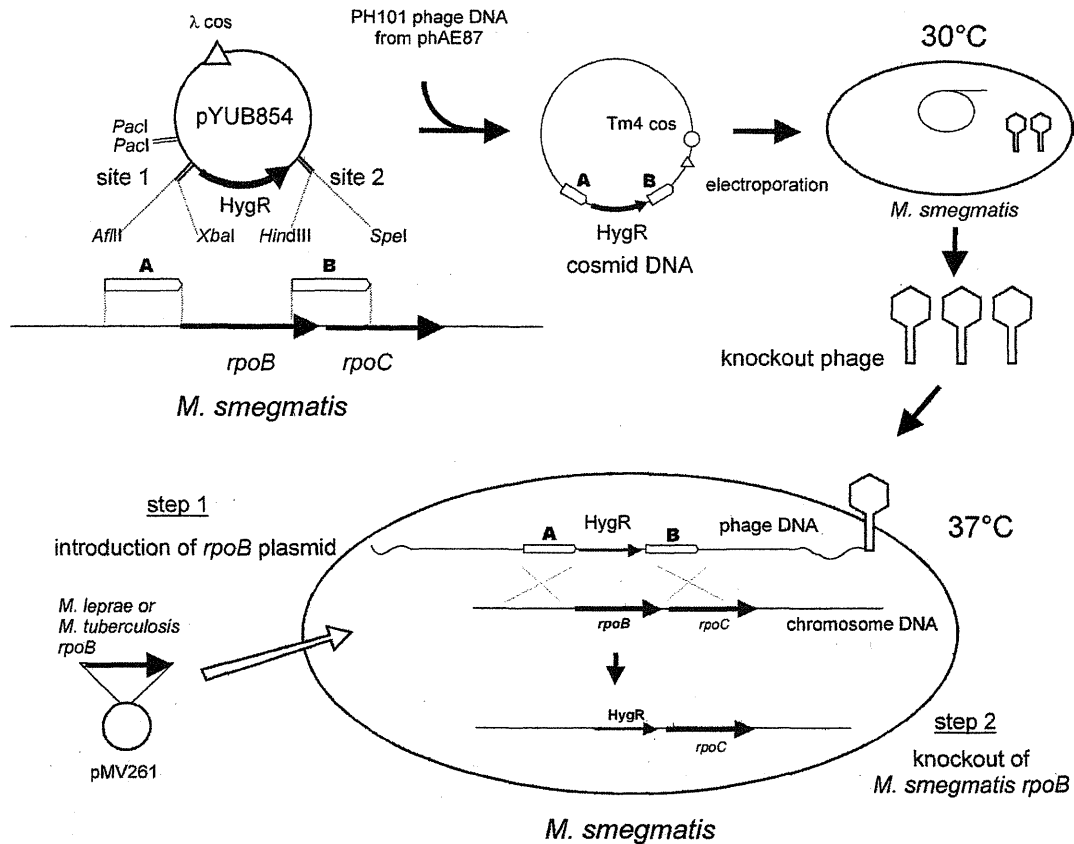 λ cos
PH101 phage DNA
from phAE87
30°C
PacI
PacI
pYUB854
Tm4 cos
site 1
site 2
A
B
electroporation
HygR
AflII
XbaI
HindIII
SpeI
HygR
cosmid DNA
M. smegmatis
A
B
rpoB
rpoC
knockout phage
M. smegmatis
step 1
introduction of rpoB plasmid
37°C
HygR
phage DNA
A
B
M. leprae or
M. tuberculosis
rpoB
rpoB
rpoC
chromosome DNA
HygR
rpoC
step 2
knockout of
M. smegmatis rpoB
pMV261
M. smegmatis